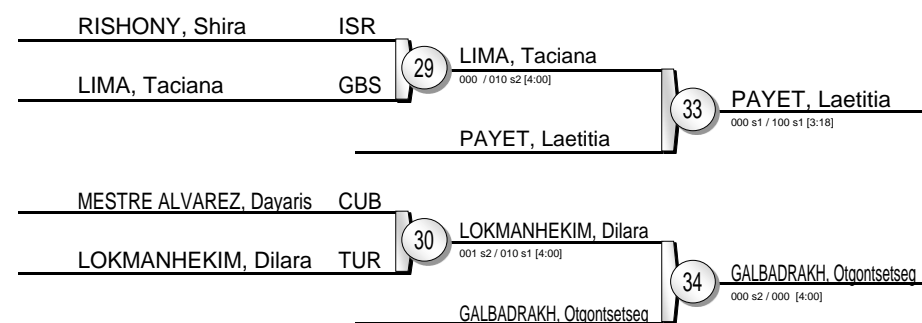 RISHONY, Shira ISR
29
LIMA, Taciana
000 / 010 s2 [4:00]
LIMA, Taciana GBS
33
PAYET, Laetitia
000 s1 / 100 s1 [3:18]
PAYET, Laetitia
MESTRE ALVAREZ, Dayaris CUB
30
LOKMANHEKIM, Dilara
001 s2 / 010 s1 [4:00]
LOKMANHEKIM, Dilara TUR
34
GALBADRAKH, Otgontsetseg
000 s2 / 000 [4:00]
GALBADRAKH, Otgontsetseg